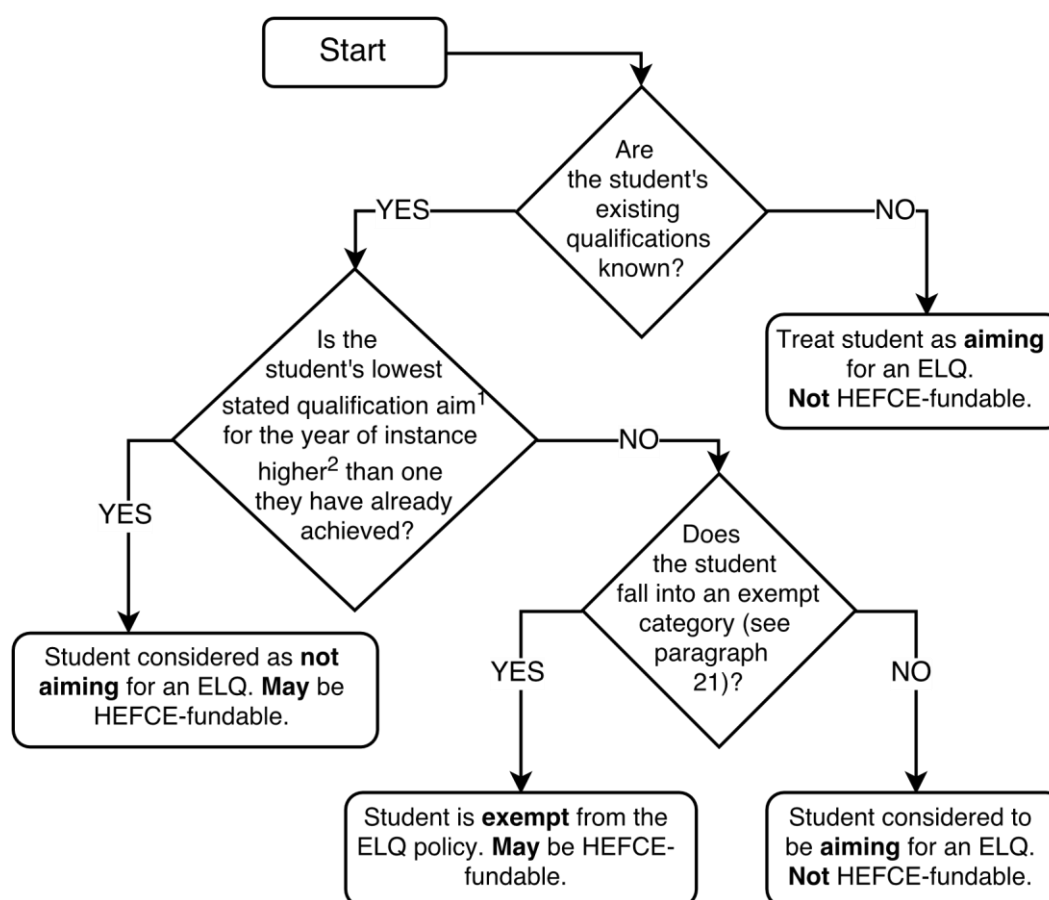 Start
Are
the student's
existing
qualifications
known?
YES
NO
Treat student as aiming
for an ELQ.
Not HEFCE-fundable.
Is the
student's lowest
stated qualification aim1
for the year of instance
higher2 than one
they have already
achieved?
YES
NO
Student considered as not
aiming for an ELQ. May be
HEFCE-fundable.
Does
the student
fall into an exempt
category (see
paragraph
21)?
YES
NO
Student is exempt from the
ELQ policy. May be HEFCE-
fundable.
Student considered to
be aiming for an ELQ.
Not HEFCE-fundable.